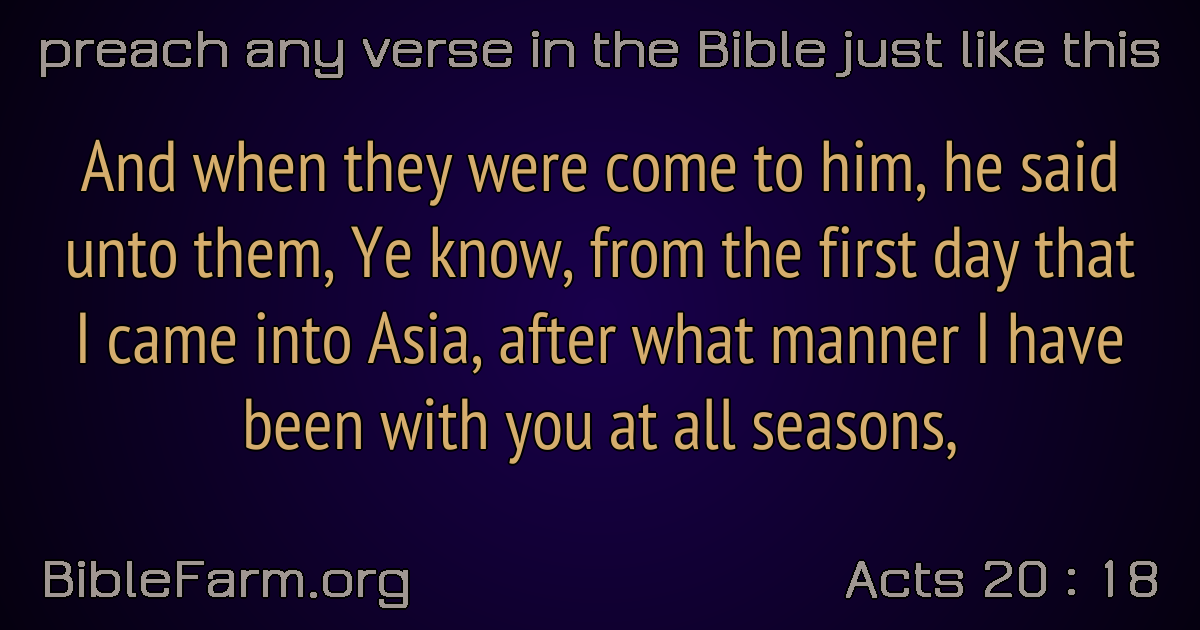 preach any verse in the Bible just like this
And when they were come to him, he said
unto them, Ye know, from the first day that
I came into Asia, after what manner I have
been with you at all seasons,
BibleFarm.org
Acts 20 : 18